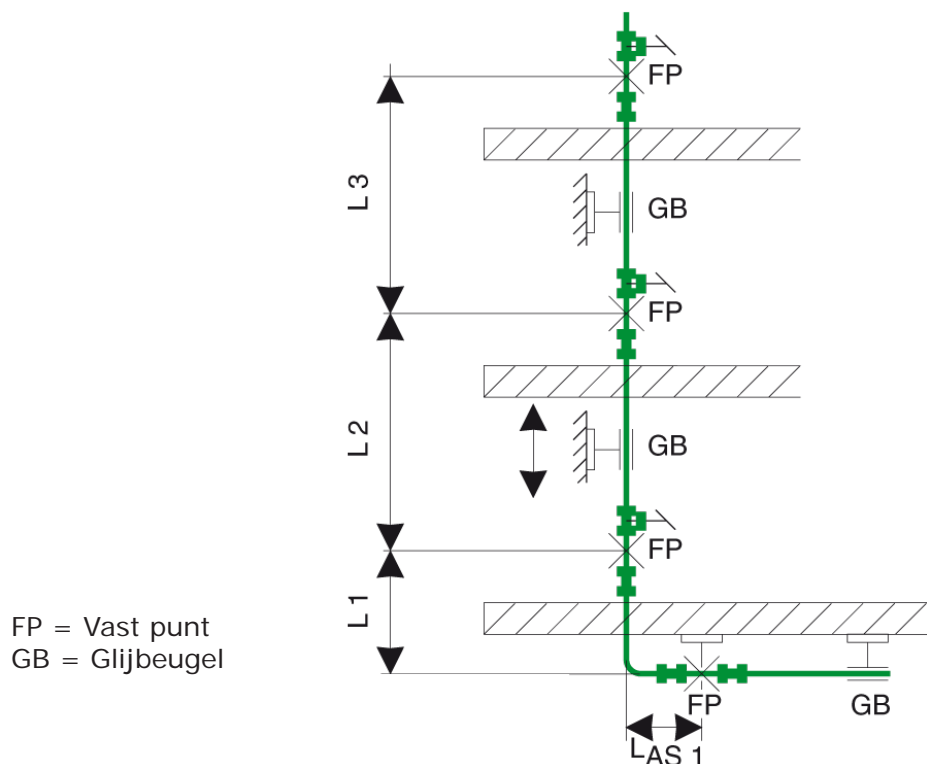 FP
L 3
GB
FP
L 2
GB
FP
L 1
FP = Vast punt
GB = Glijbeugel
FP
GB
LAS 1